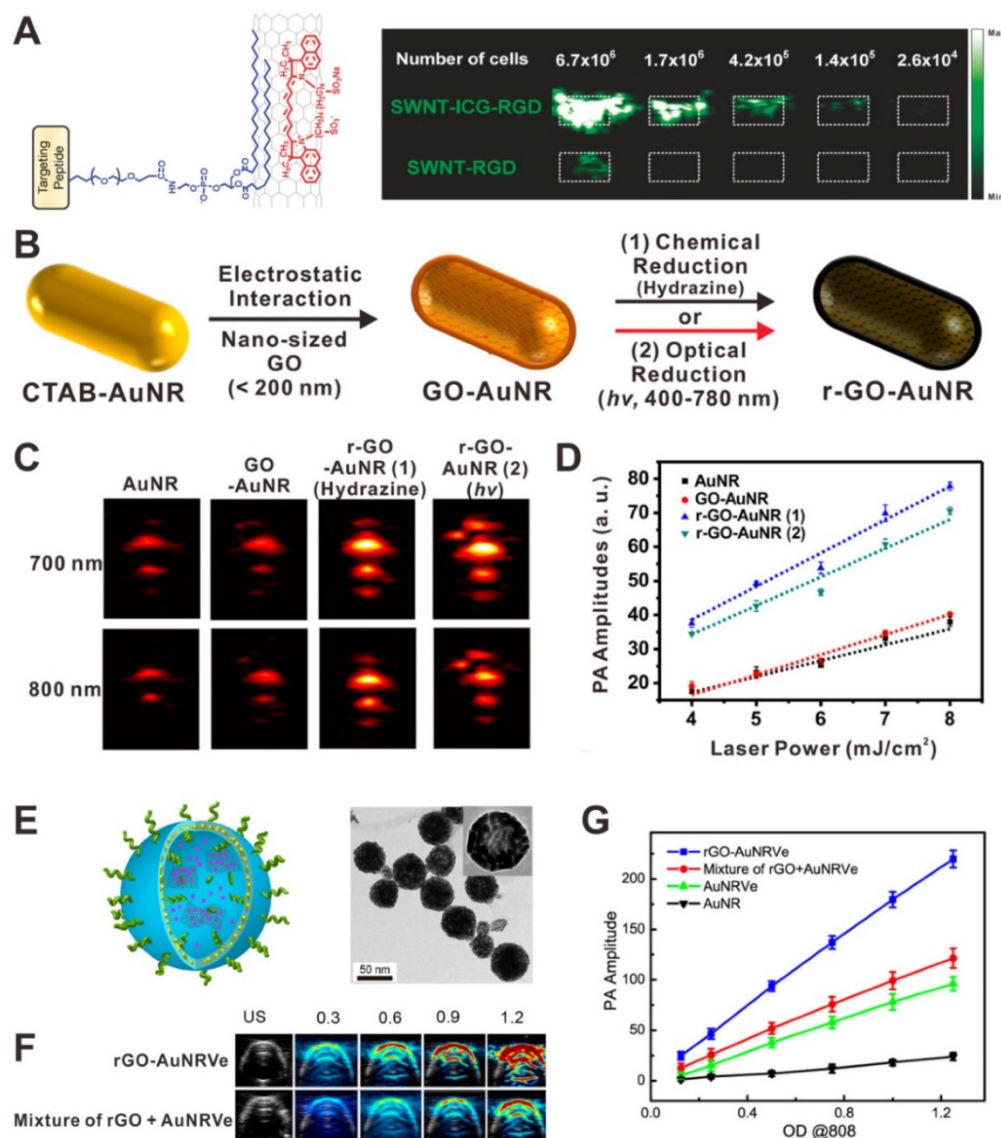 A
Targeting
Peptide
Number of cells
6.7x10⁶
1.7x10⁶
4.2x10⁵
1.4x10⁵
2.6x10⁴
SWNT-ICG-RGD
SWNT-RGD
Max
Min
B
CTAB-AuNR
Electrostatic
Interaction
Nano-sized
GO
(< 200 nm)
GO-AuNR
(1) Chemical
Reduction
(Hydrazine)
or
(2) Optical
Reduction
(hv, 400-780 nm)
r-GO-AuNR
C
AuNR
GO
-AuNR
r-GO
-AuNR (1)
(Hydrazine)
r-GO-
AuNR (2)
(hv)
700 nm
800 nm
D
PA Amplitudes (a. u.)
80
70
60
50
40
30
20
AuNR
GO-AuNR
r-GO-AuNR (1)
r-GO-AuNR (2)
4 5 6 7 8
Laser Power (mJ/cm²)
E
50 nm
F
US 0.3 0.6 0.9 1.2
rGO-AuNRVe
Mixture of rGO + AuNRVe
G
PA Amplitude
200
150
100
50
0
rGO-AuNRVe
Mixture of rGO+AuNRVe
AuNRVe
AuNR
0.0 0.4 0.8 1.2
OD @808